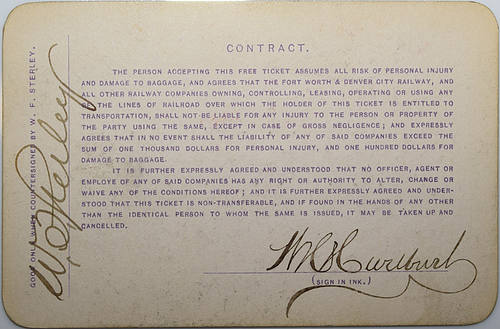 CONTRACT.
THE PERSON ACCEPTING THIS FREE TICKET ASSUMES ALL RISK OF PERSONAL INJURY
AND DAMAGE TO BAGGAGE, AND AGREES THAT THE FORT WORTH & DENVER CITY RAILWAY, AND
ALL OTHER RAILWAY COMPANIES OWNING, CONTROLLING, LEASING, OPERATING OR USING ANY
OF THE LINES OF RAILROAD OVER WHICH THE HOLDER OF THIS TICKET IS ENTITLED TO
TRANSPORTATION, SHALL NOT BE LIABLE FOR ANY INJURY TO THE PERSON OR PROPERTY OF
THE PARTY USING THE SAME, EXCEPT IN CASE OF GROSS NEGLIGENCE; AND EXPRESSLY
AGREES THAT IN NO EVENT SHALL THE LIABILITY OF ANY OF SAID COMPANIES EXCEED THE
SUM OF ONE THOUSAND DOLLARS FOR PERSONAL INJURY, AND ONE HUNDRED DOLLARS FOR
DAMAGE TO BAGGAGE.
IT IS FURTHER EXPRESSLY AGREED AND UNDERSTOOD THAT NO OFFICER, AGENT OR
EMPLOYE OF ANY OF SAID COMPANIES HAS ANY RIGHT OR AUTHORITY TO ALTER, CHANGE OR
WAIVE ANY OF THE CONDITIONS HEREOF; AND IT IS FURTHER EXPRESSLY AGREED AND UNDER-
STOOD THAT THIS TICKET IS NON-TRANSFERABLE, AND IF FOUND IN THE HANDS OF ANY OTHER
THAN THE IDENTICAL PERSON TO WHOM THE SAME IS ISSUED, IT MAY BE TAKEN UP AND
CANCELLED.
(SIGN IN INK.)
GOOD ONLY WHEN COUNTERSIGNED BY W. F. STERLEY.
W F Sterley